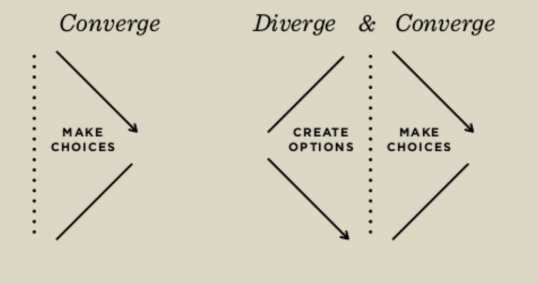 Converge
MAKE
CHOICES
Diverge & Converge
CREATE
OPTIONS
MAKE
CHOICES